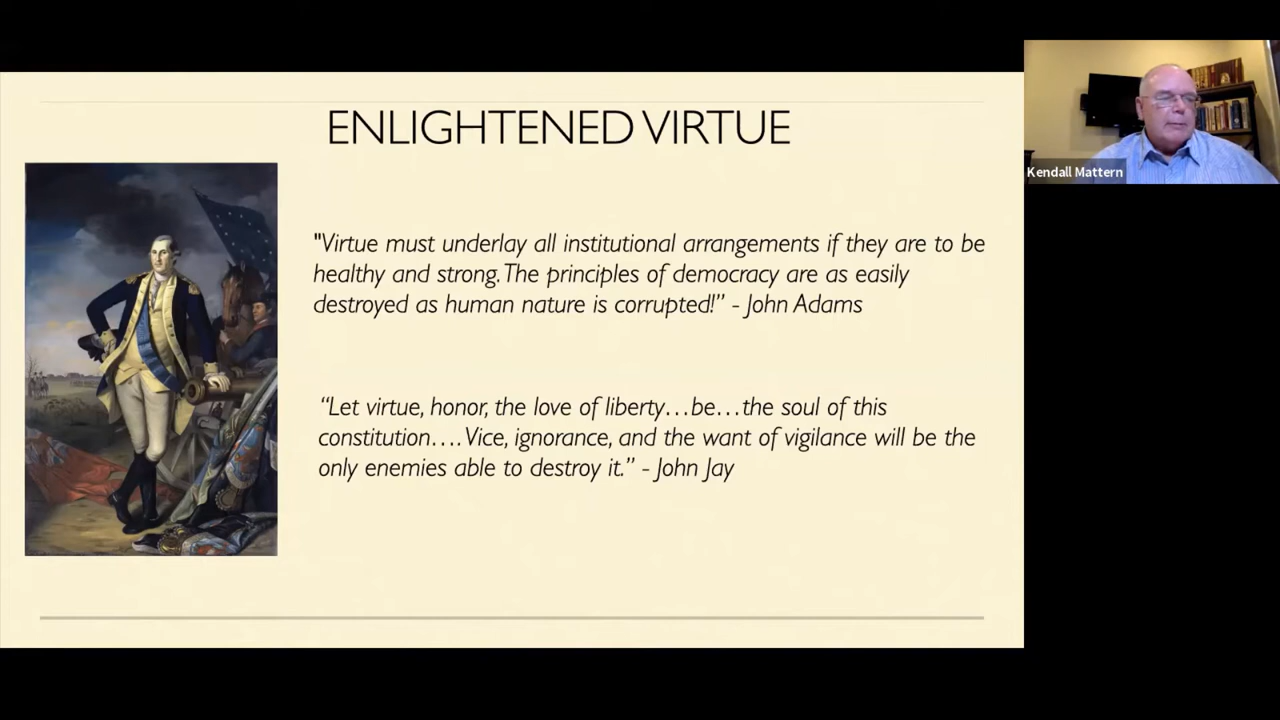 ENLIGHTENED VIRTUE
"Virtue must underlay all institutional arrangements if they are to be
healthy and strong. The principles of democracy are as easily
destroyed as human nature is corrupted!” - John Adams
“Let virtue, honor, the love of liberty…be…the soul of this
constitution…. Vice, ignorance, and the want of vigilance will be the
only enemies able to destroy it.” - John Jay
Kendall Mattern